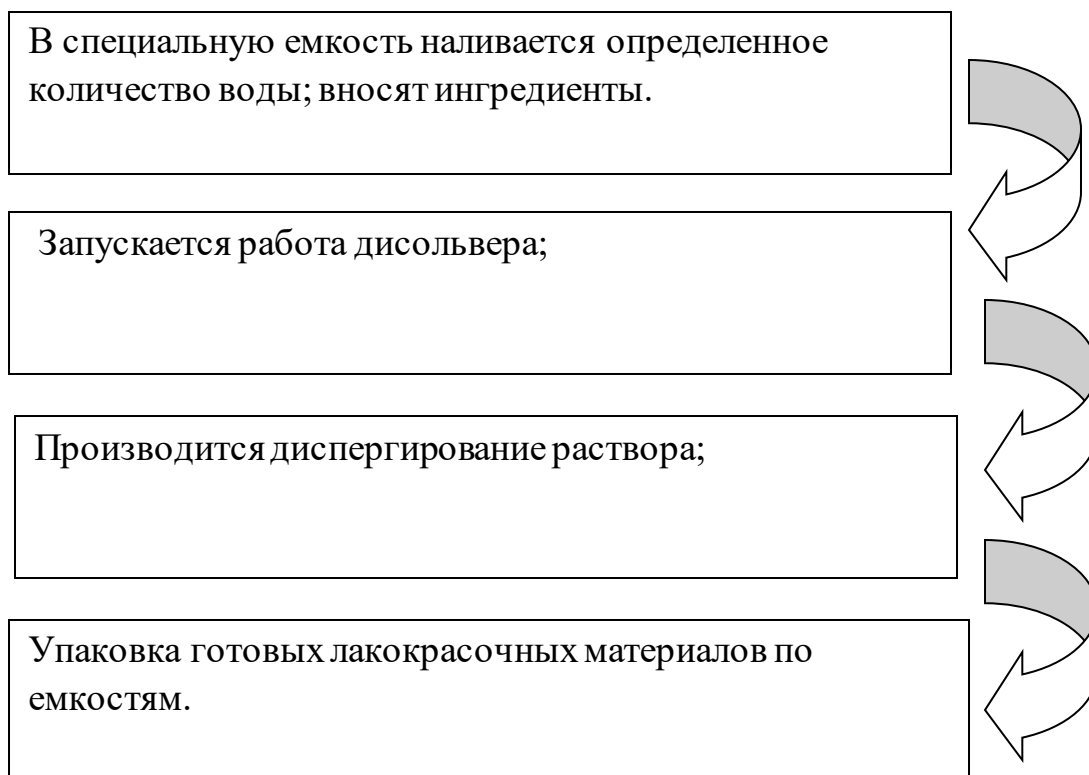 В специальную емкость наливается определенное
количество воды; вносят ингредиенты.
Запускается работа дисольвера;
Производится диспергирование раствора;
Упаковка готовых лакокрасочных материалов по
емкостям.